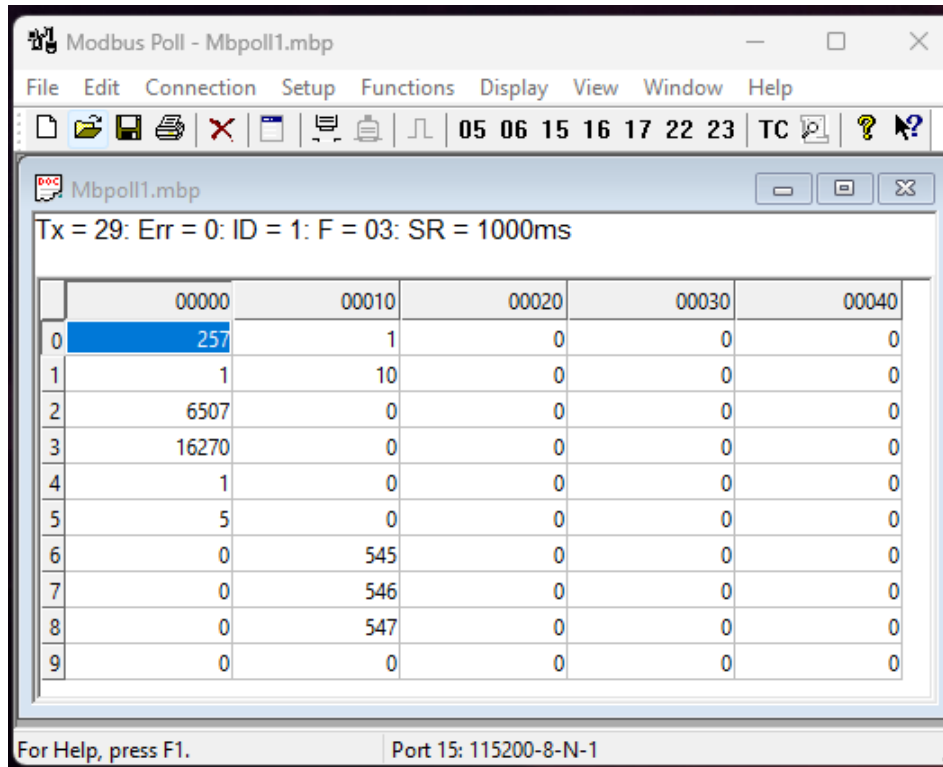 Modbus Poll - Mbpoll1.mbp
File Edit Connection Setup Functions Display View Window Help
05 06 15 16 17 22 23 TC
DOC Mbpoll1.mbp
Tx = 29: Err = 0: ID = 1: F = 03: SR = 1000ms
00000 00010 00020 00030 00040
0 257 1 0 0 0
1 1 10 0 0 0
2 6507 0 0 0 0
3 16270 0 0 0 0
4 1 0 0 0 0
5 5 0 0 0 0
6 0 545 0 0 0
7 0 546 0 0 0
8 0 547 0 0 0
9 0 0 0 0 0
For Help, press F1. Port 15: 115200-8-N-1